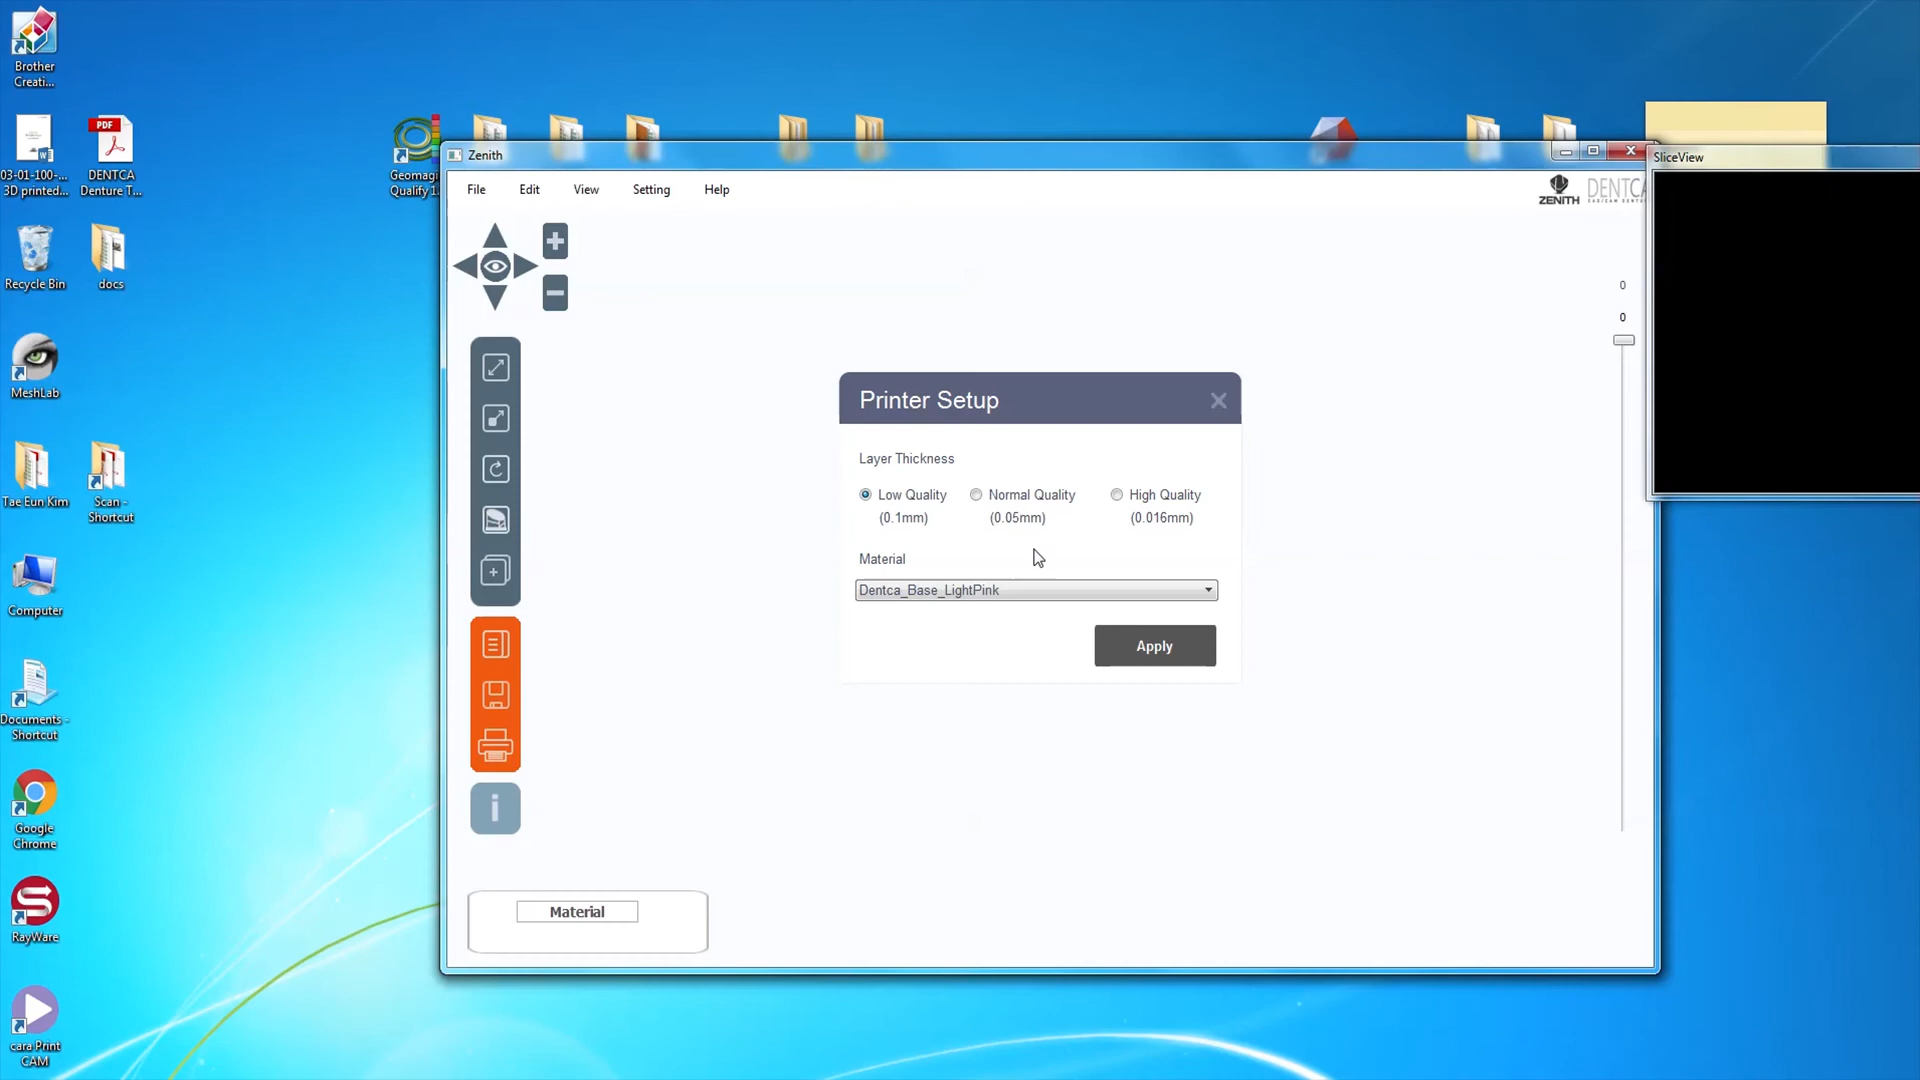 Brother
Creati...
03-01-100-...
3D printed...
PDF
DENTCA
Denture T...
Geomagi
Qualify 1.
Recycle Bin
docs
MeshLab
Tae Eun Kim
Scan -
Shortcut
Computer
Documents -
Shortcut
Google
Chrome
RayWare
cara Print
CAM
Zenith
File
Edit
View
Setting
Help
ZENITH
DENTCA
0
0
SliceView
Printer Setup
Layer Thickness
Low Quality
(0.1mm)
Normal Quality
(0.05mm)
High Quality
(0.016mm)
Material
Dentca_Base_LightPink
Apply
Material